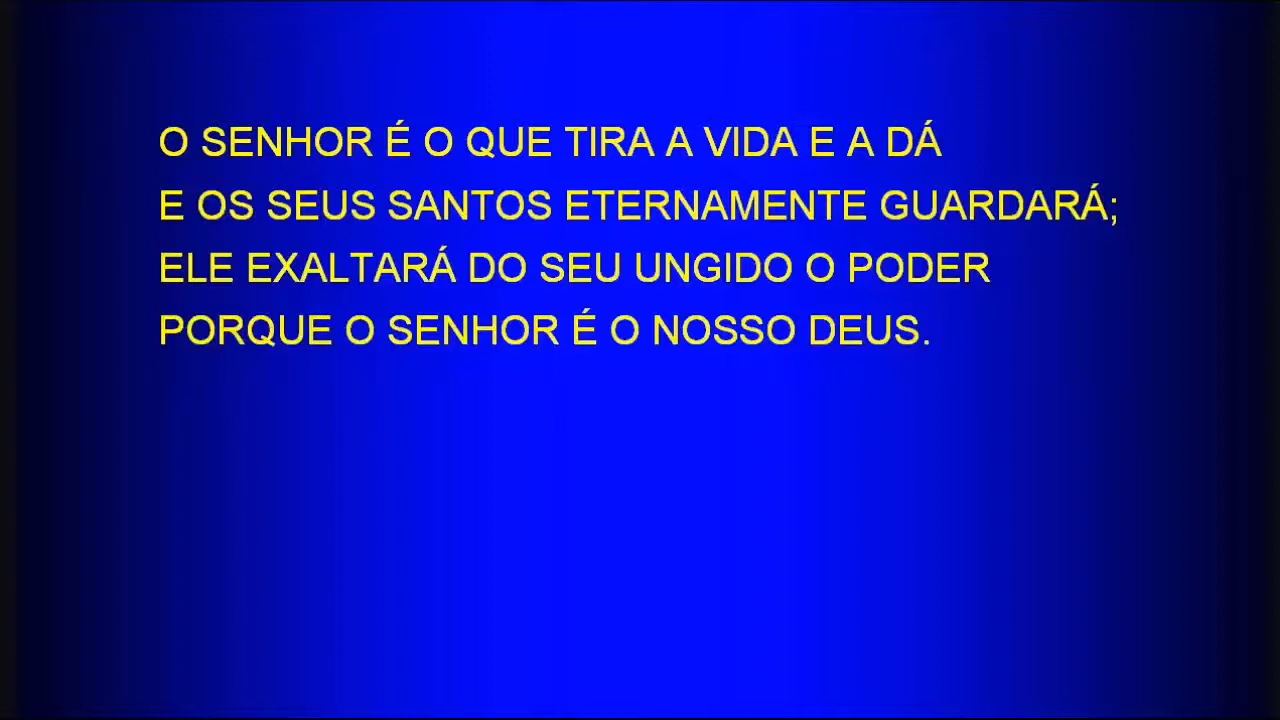 O SENHOR É O QUE TIRA A VIDA E A DÁ
E OS SEUS SANTOS ETERNAMENTE GUARDARÁ;
ELE EXALTARÁ DO SEU UNGIDO O PODER
PORQUE O SENHOR É O NOSSO DEUS.